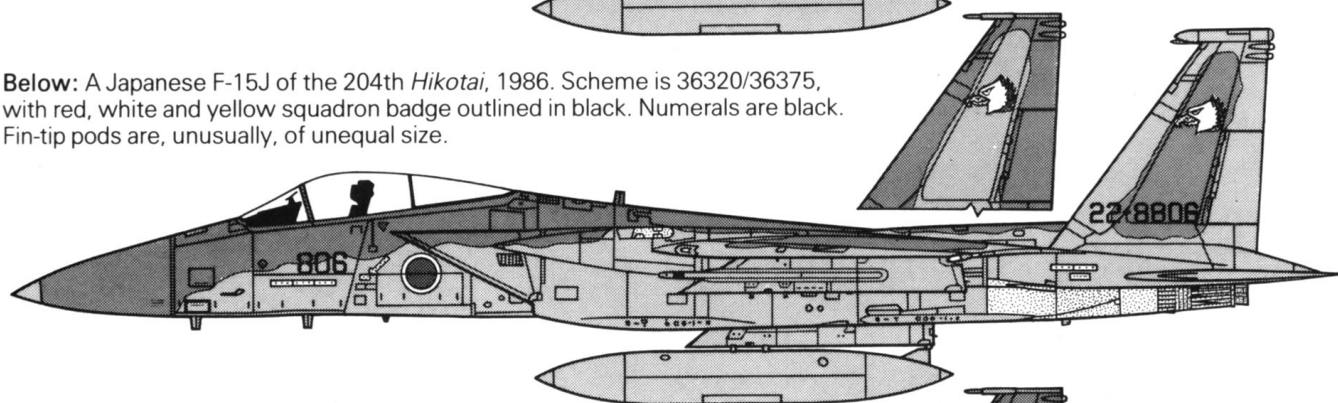 Below: A Japanese F-15J of the 204th Hikotai, 1986. Scheme is 36320/36375,
with red, white and yellow squadron badge outlined in black. Numerals are black.
Fin-tip pods are, unusually, of unequal size.
22-8806
806